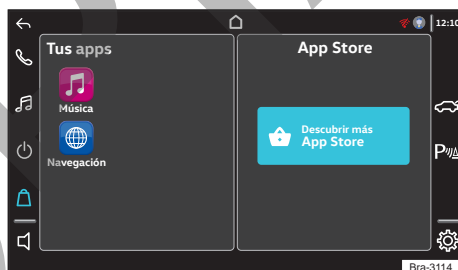 12:10
Tus apps
App Store
Música
Descubrir más
App Store
Navegación
P
Bra-3114